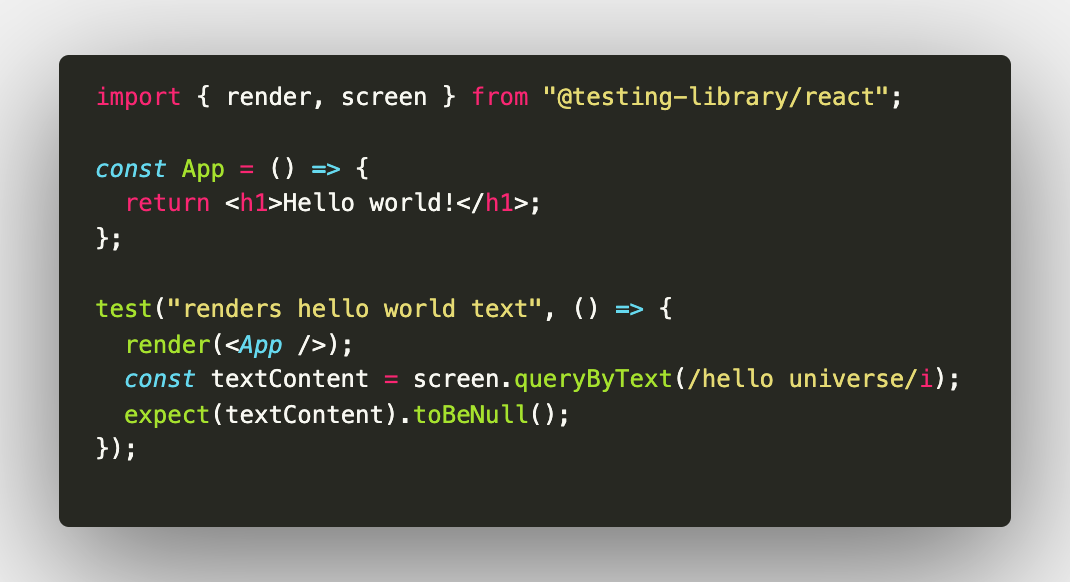 import { render, screen } from "@testing-library/react";
const App = () => {
  return <h1>Hello world!</h1>;
};
test("renders hello world text", () => {
  render(<App />);
  const textContent = screen.queryByText(/hello universe/i);
  expect(textContent).toBeNull();
});